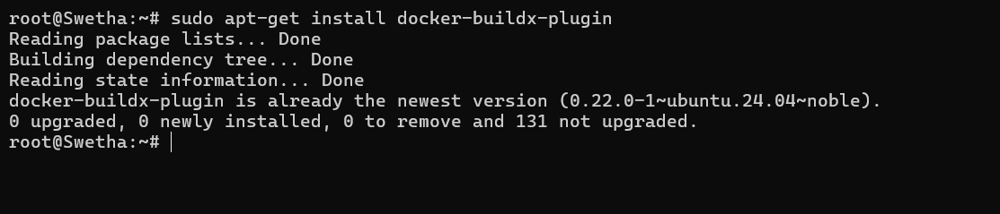 root@Swetha:~# sudo apt-get install docker-buildx-plugin
Reading package lists... Done
Building dependency tree... Done
Reading state information... Done
docker-buildx-plugin is already the newest version (0.22.0-1~ubuntu.24.04~noble).
0 upgraded, 0 newly installed, 0 to remove and 131 not upgraded.
root@Swetha:~#